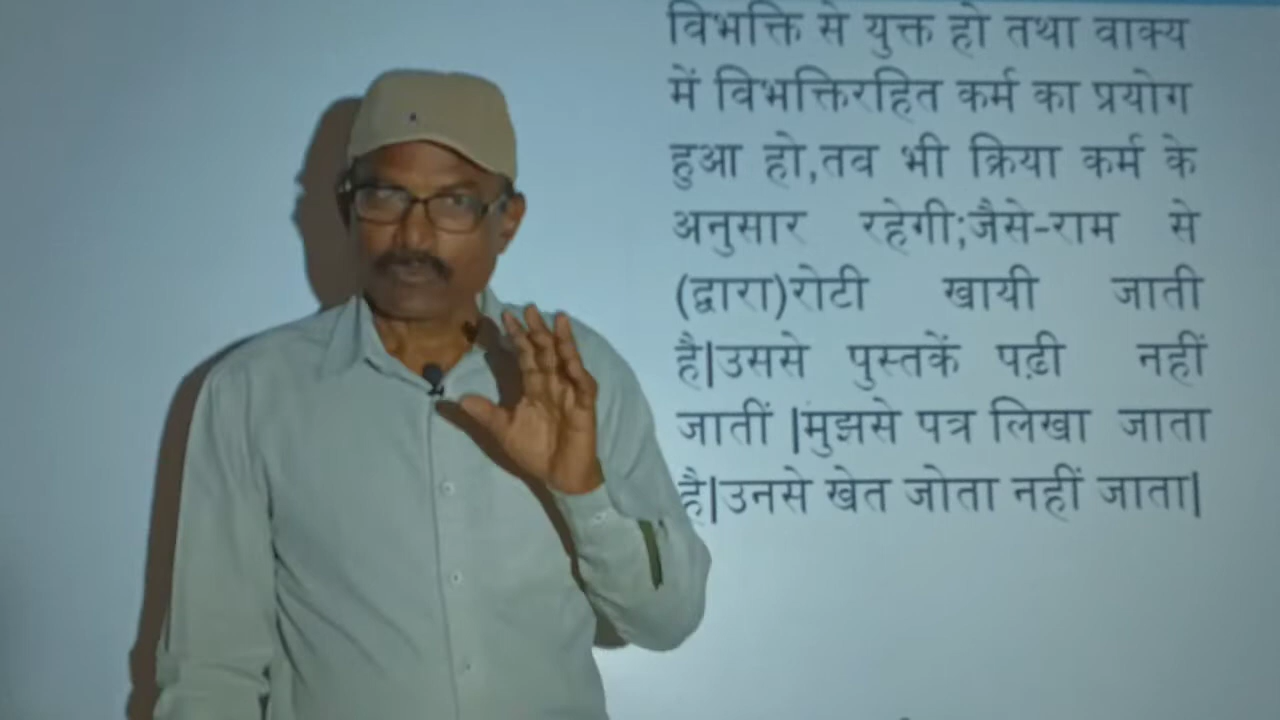 विभक्ति से युक्त हो तथा वाक्य
में विभक्तिरहित कर्म का प्रयोग
हुआ हो,तब भी क्रिया कर्म के
अनुसार रहेगी;जैसे-राम से
(द्वारा)रोटी खायी जाती
है|उससे पुस्तकें पढ़ी नहीं
जातीं |मुझसे पत्र लिखा जाता
है|उनसे खेत जोता नहीं जाता|